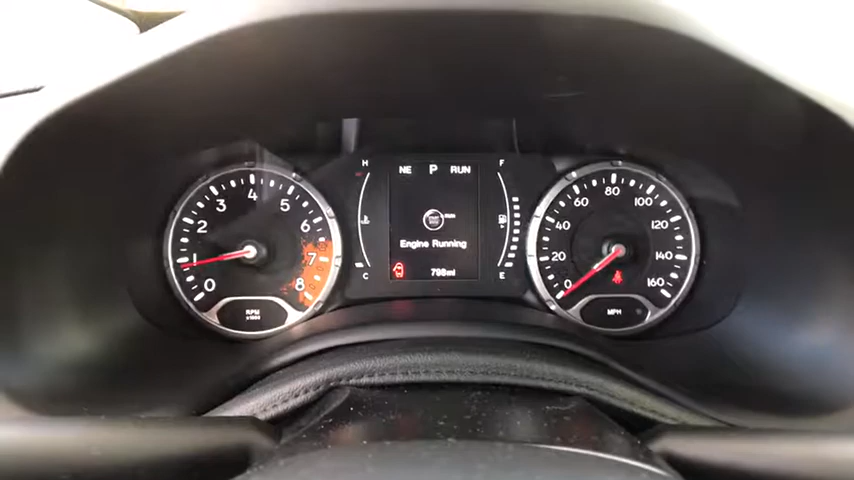 0 1 2 3 4 5 6 7 8
RPM
x1000
H
C
NE P RUN
RUN
Engine Running
798mi
F
E
0 20 40 60 80 100 120 140 160
MPH